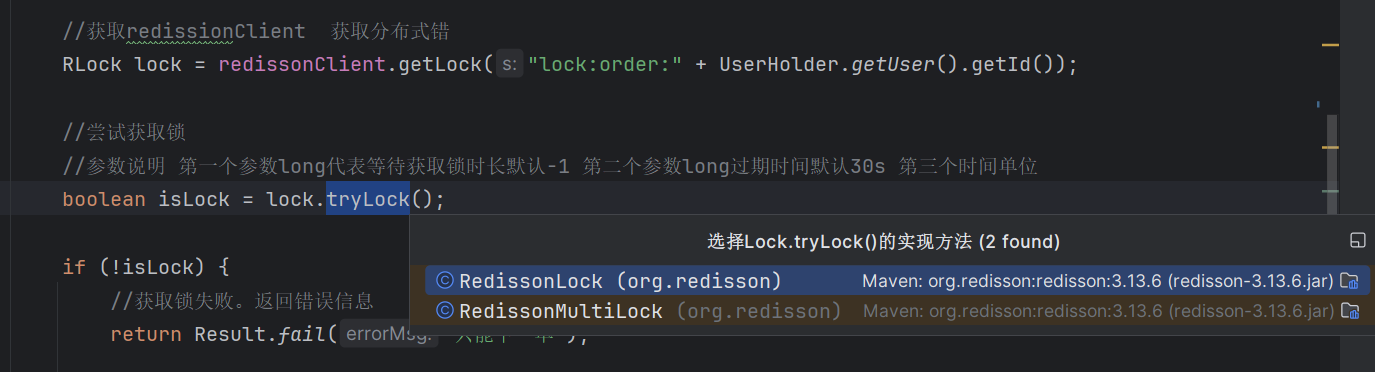 //获取redissionClient  获取分布式错
RLock lock = redissonClient.getLock( s: "lock:order:" + UserHolder.getUser().getId());
//尝试获取锁
//参数说明 第一个参数long代表等待获取锁时长默认-1 第二个参数long过期时间默认30s 第三个时间单位
boolean isLock = lock.tryLock();
选择Lock.tryLock()的实现方法 (2 found)
RedissonLock (org.redisson) Maven: org.redisson:redisson:3.13.6 (redisson-3.13.6.jar)
RedissonMultiLock (org.redisson) Maven: org.redisson:redisson:3.13.6 (redisson-3.13.6.jar)
if (!isLock) {
//获取锁失败。返回错误信息
return Result.fail( errorMsg: